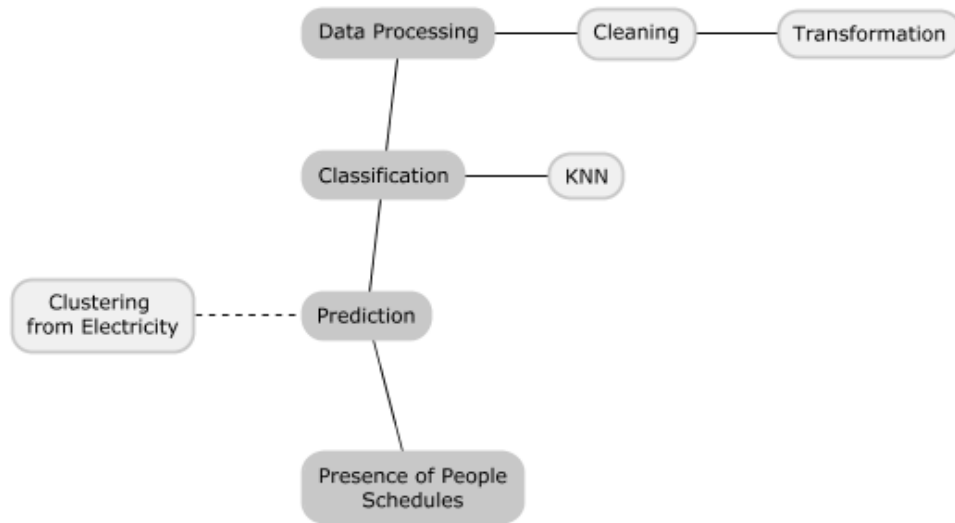 Data Processing
Cleaning
Transformation
Classification
KNN
Clustering
from Electricity
Prediction
Presence of People
Schedules